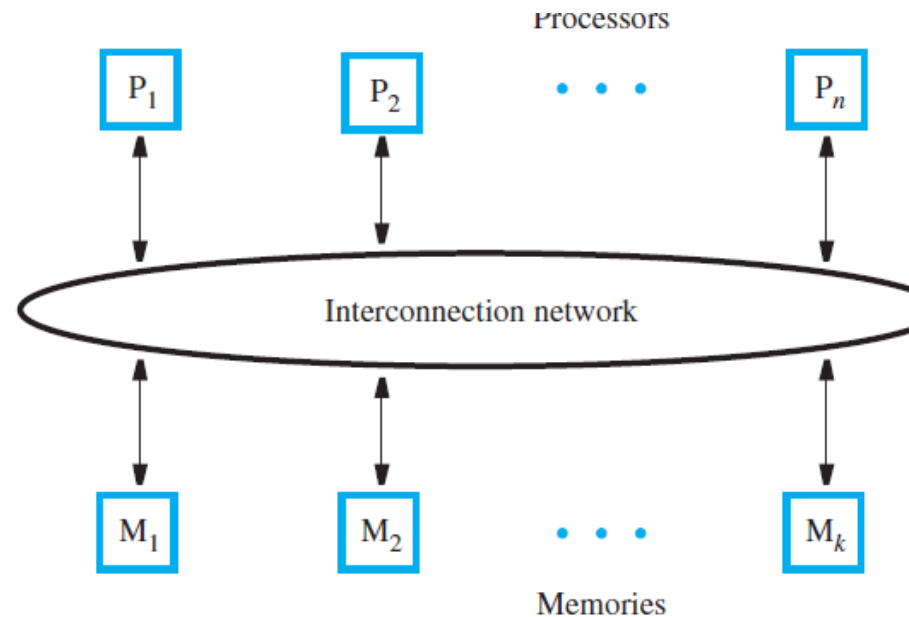 Processors
P₁ P₂ • • • Pₙ
Interconnection network
M₁ M₂ • • • Mₖ
Memories